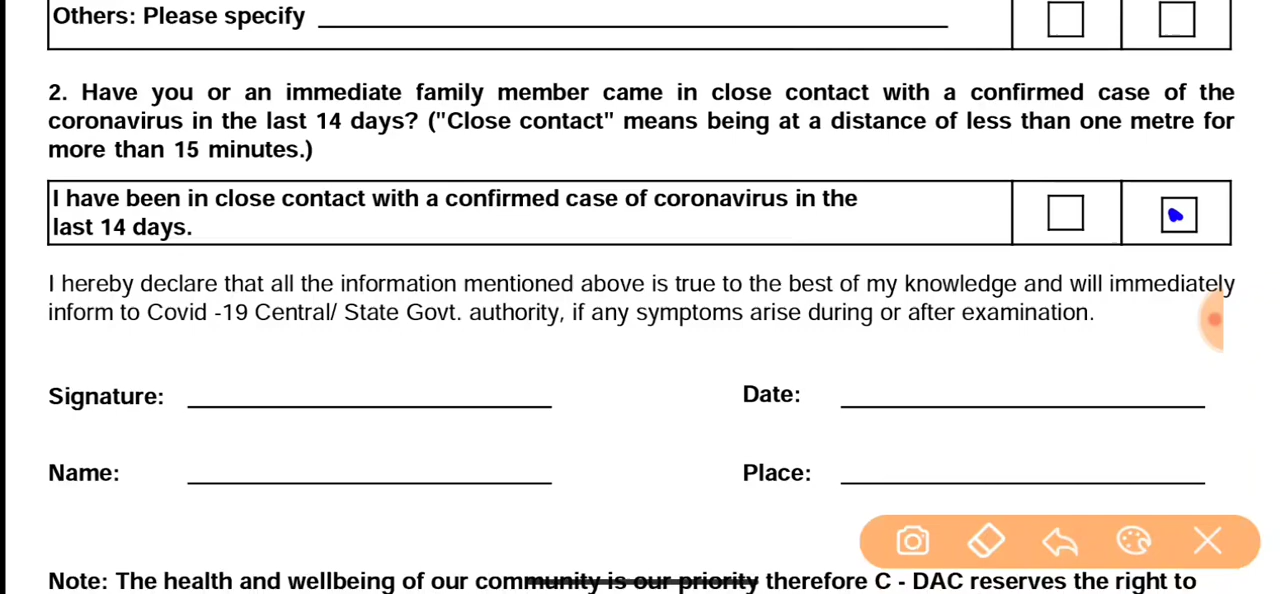 Others: Please specify
2. Have you or an immediate family member came in close contact with a confirmed case of the
coronavirus in the last 14 days? ("Close contact" means being at a distance of less than one metre for
more than 15 minutes.)
I have been in close contact with a confirmed case of coronavirus in the
last 14 days.
I hereby declare that all the information mentioned above is true to the best of my knowledge and will immediately
inform to Covid -19 Central/ State Govt. authority, if any symptoms arise during or after examination.
Signature:
Date:
Name:
Place:
Note: The health and wellbeing of our community is our priority therefore C - DAC reserves the right to